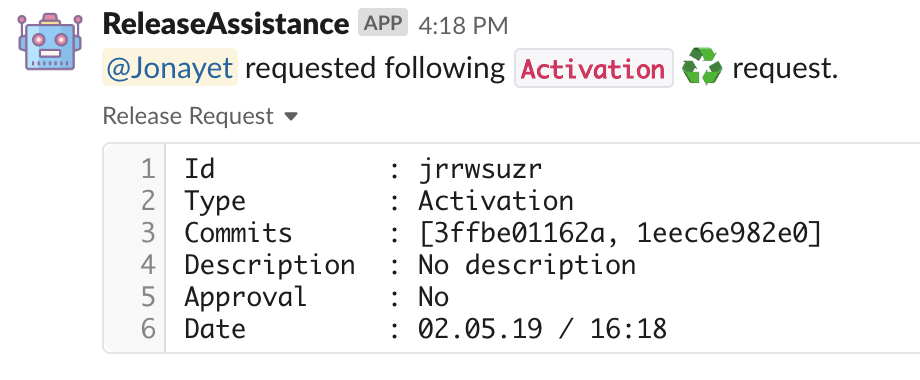 ReleaseAssistance APP 4:18 PM
@Jonayet requested following Activation ♻ request.
Release Request
1 Id : jrrwsuzr
2 Type : Activation
3 Commits : [3ffbe01162a, 1eec6e982e0]
4 Description : No description
5 Approval : No
6 Date : 02.05.19 / 16:18